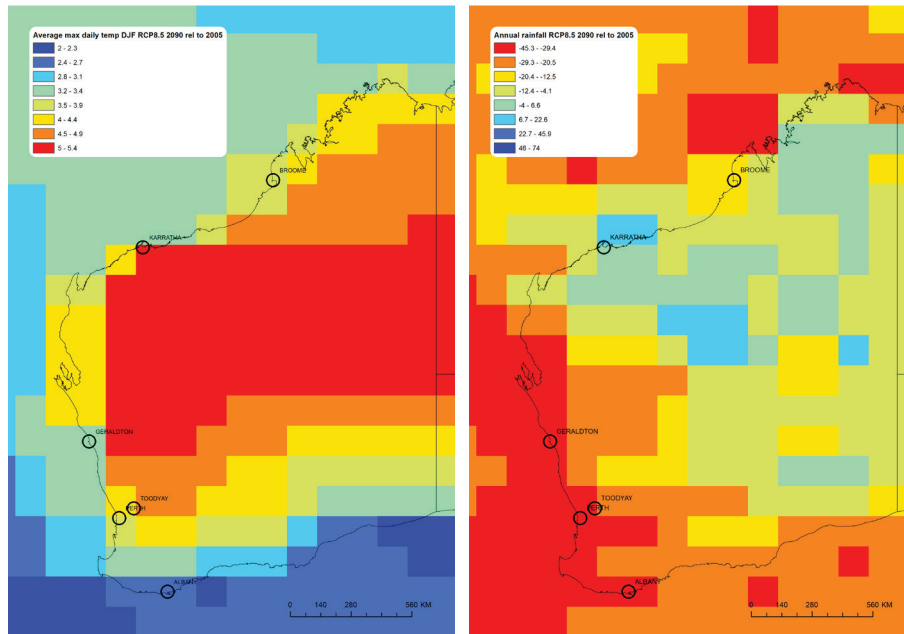 Average max daily temp DJF RCP8.5 2090 rel to 2005
2 - 2.3
2.4 - 2.7
2.8 - 3.1
3.2 - 3.4
3.5 - 3.9
4 - 4.4
4.5 - 4.9
5 - 5.4
BROOME
KARRATHA
GERALDTON
TOODYAY
PERTH
ALBANY
0 140 280 560 KM
Annual rainfall RCP8.5 2090 rel to 2005
-45.3 - -29.4
-29.3 - -20.5
-20.4 - -12.5
-12.4 - -4.1
-4 - 6.6
6.7 - 22.6
22.7 - 45.9
46 - 74
BROOME
KARRATHA
GERALDTON
TOODYAY
PERTH
ALBANY
0 140 280 560 KM